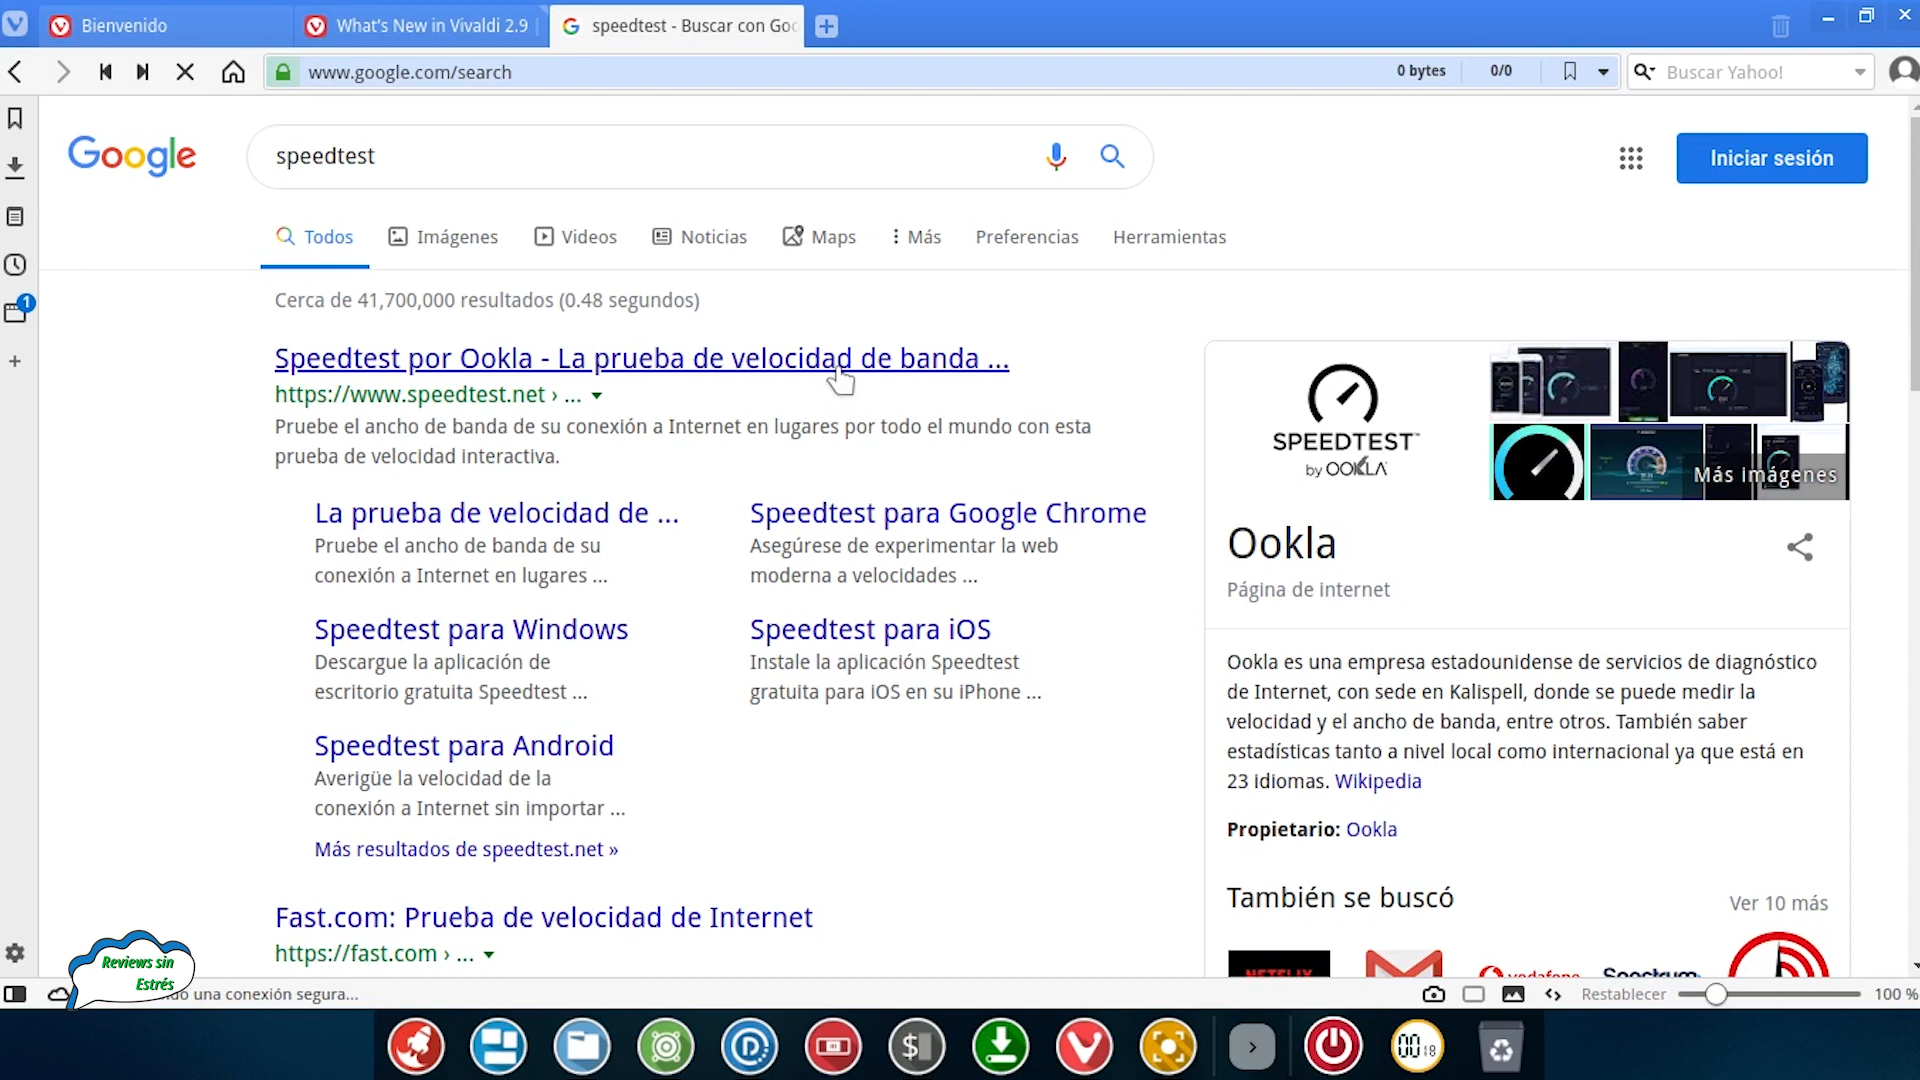 Bienvenido
What's New in Vivaldi 2.9
speedtest - Buscar con Goo
www.google.com/search
0 bytes
0/0
Buscar Yahoo!
Google
speedtest
Iniciar sesión
Todos
Imágenes
Videos
Noticias
Maps
Más
Preferencias
Herramientas
Cerca de 41,700,000 resultados (0.48 segundos)
Speedtest por Ookla - La prueba de velocidad de banda ...
https://www.speedtest.net › ...
Pruebe el ancho de banda de su conexión a Internet en lugares por todo el mundo con esta
prueba de velocidad interactiva.
La prueba de velocidad de ...
Pruebe el ancho de banda de su
conexión a Internet en lugares ...
Speedtest para Google Chrome
Asegúrese de experimentar la web
moderna a velocidades ...
Speedtest para Windows
Descargue la aplicación de
escritorio gratuita Speedtest ...
Speedtest para iOS
Instale la aplicación Speedtest
gratuita para iOS en su iPhone ...
Speedtest para Android
Averigüe la velocidad de la
conexión a Internet sin importar ...
Más resultados de speedtest.net »
Fast.com: Prueba de velocidad de Internet
https://fast.com › ...
SPEEDTEST™
by OOKLA
Más imágenes
Ookla
Página de internet
Ookla es una empresa estadounidense de servicios de diagnóstico
de Internet, con sede en Kalispell, donde se puede medir la
velocidad y el ancho de banda, entre otros. También saber
estadísticas tanto a nivel local como internacional ya que está en
23 idiomas. Wikipedia
Propietario: Ookla
También se buscó
Ver 10 más
NETFLIX
vodafone
Spectrum
1
Reviews sin
Estrés
do una conexión segura...
Restablecer
100 %
00:18